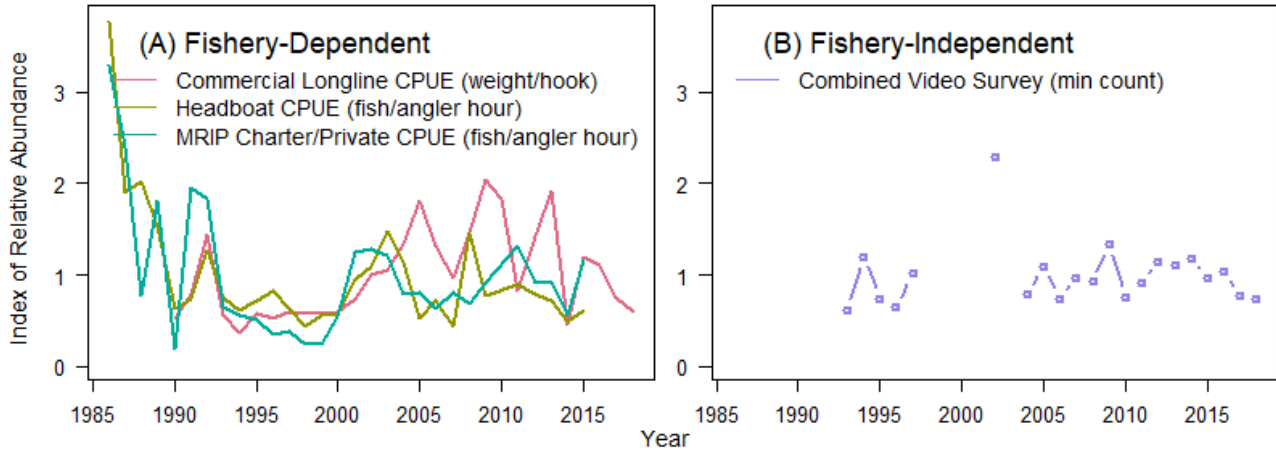 Index of Relative Abundance
(A) Fishery-Dependent
Commercial Longline CPUE (weight/hook)
Headboat CPUE (fish/angler hour)
MRIP Charter/Private CPUE (fish/angler hour)
3
2
1
0
1985 1990 1995 2000 2005 2010 2015
(B) Fishery-Independent
Combined Video Survey (min count)
3
2
1
0
1985 1990 1995 2000 2005 2010 2015
Year